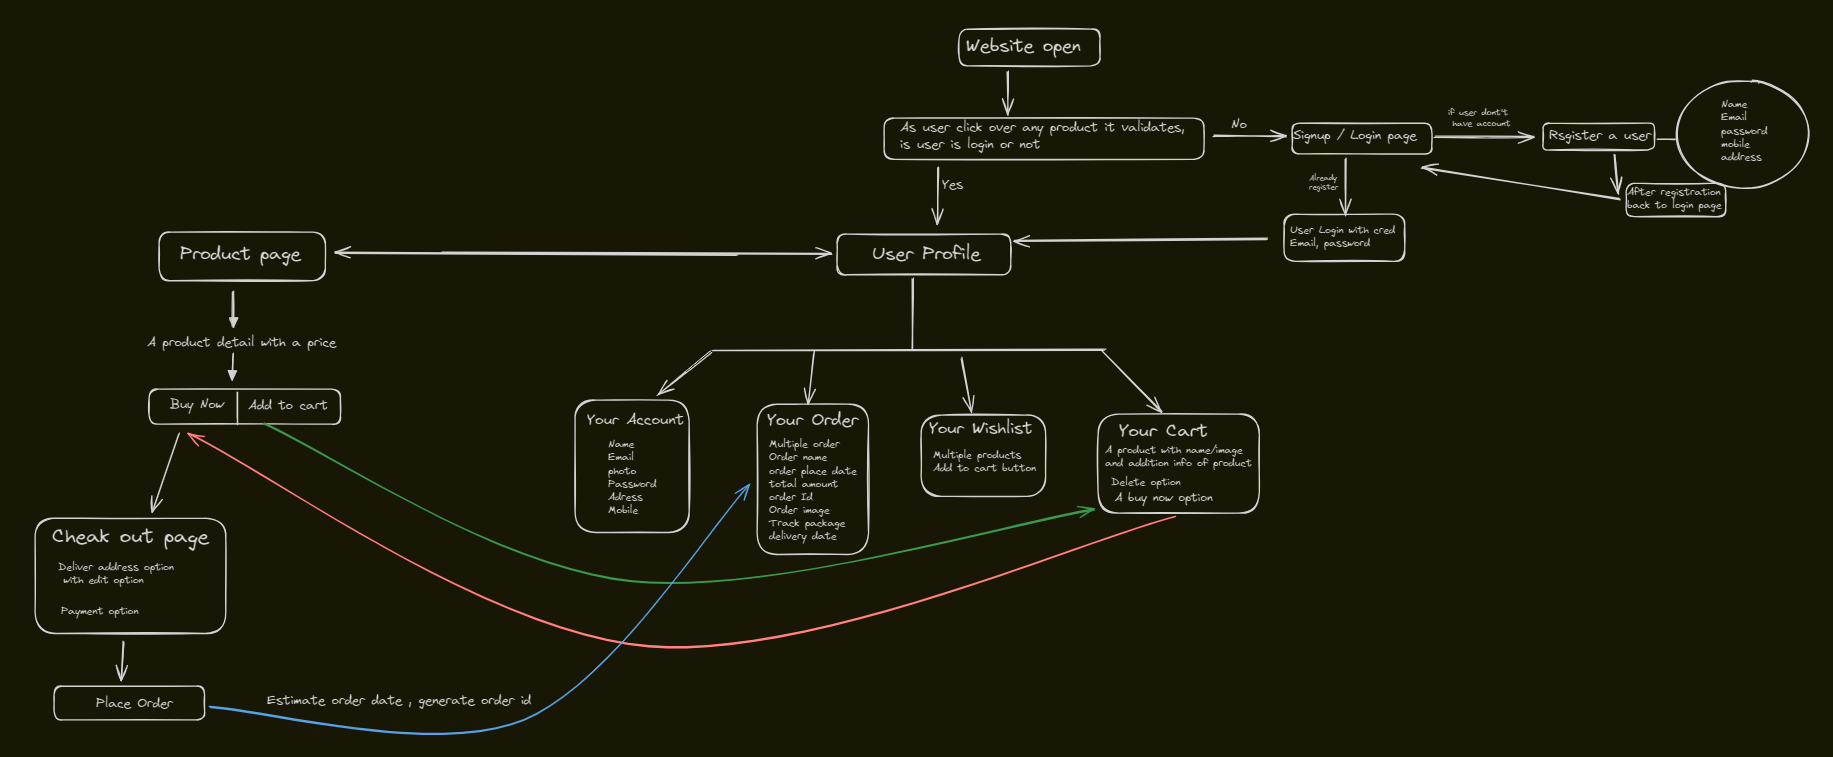 Website open
As user click over any product it validates,
is user is login or not
No
Signup / Login page
if user dont't
have account
Rsgister a user
Name
Email
password
mobile
address
After registration
back to login page
Already
register
User Login with cred
Email, password
Yes
User Profile
Product page
A product detail with a price
Buy Now
Add to cart
Cheak out page
Deliver address option
with edit option
Payment option
Place Order
Estimate order date , generate order id
Your Account
Name
Email
photo
Password
Adress
Mobile
Your Order
Multiple order
Order name
order place date
total amount
order Id
Order image
Track package
delivery date
Your Wishlist
Multiple products
Add to cart button
Your Cart
A product with name/image
and addition info of product
Delete option
A buy now option